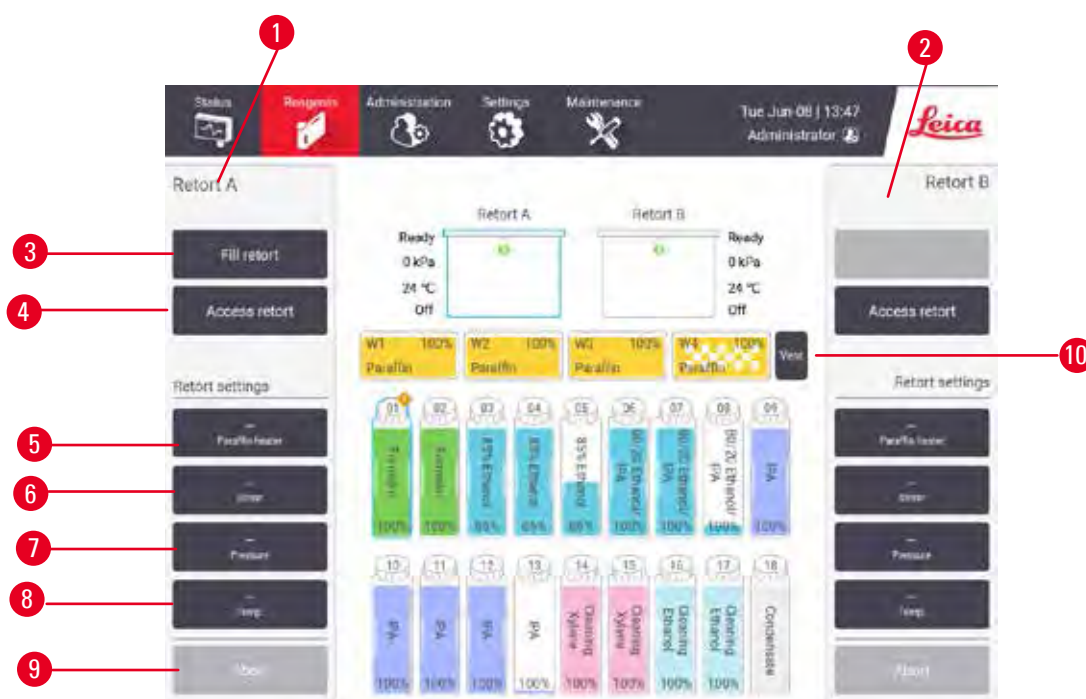 1
2
Status Reagents Administration Settings Maintenance
Tue Jun-08 | 13:47
Administrator
Leica
Retort A
Retort B
Retort A Retort B
3
Fill retort
Ready
0 kPa
24 °C
Off
Ready
0 kPa
24 °C
Off
4
Access retort
Access retort
W1 100%
Paraffin
W2 100%
Paraffin
W3 100%
Paraffin
W4 100%
Paraffin
Vent
10
Retort settings
Retort settings
5
Paraffin heater
Paraffin heater
6
7
Pressure
Pressure
8
Temp
Temp
9
Abort
Abort
01 02 03 04 05 06 07 08 09
Formalin
Formalin
85% Ethanol
85% Ethanol
85% Ethanol
80/20 Ethanol/
IPA
80/20 Ethanol/
IPA
80/20 Ethanol/
IPA
IPA
100% 100% 100% 100% 100%
10 11 12 13 14 15 16 17 18
IPA
IPA
IPA
IPA
Cleaning
Xylene
Cleaning
Xylene
Cleaning
Ethanol
Cleaning
Ethanol
Condensate
100% 100% 100% 100% 100% 100% 100% 100%